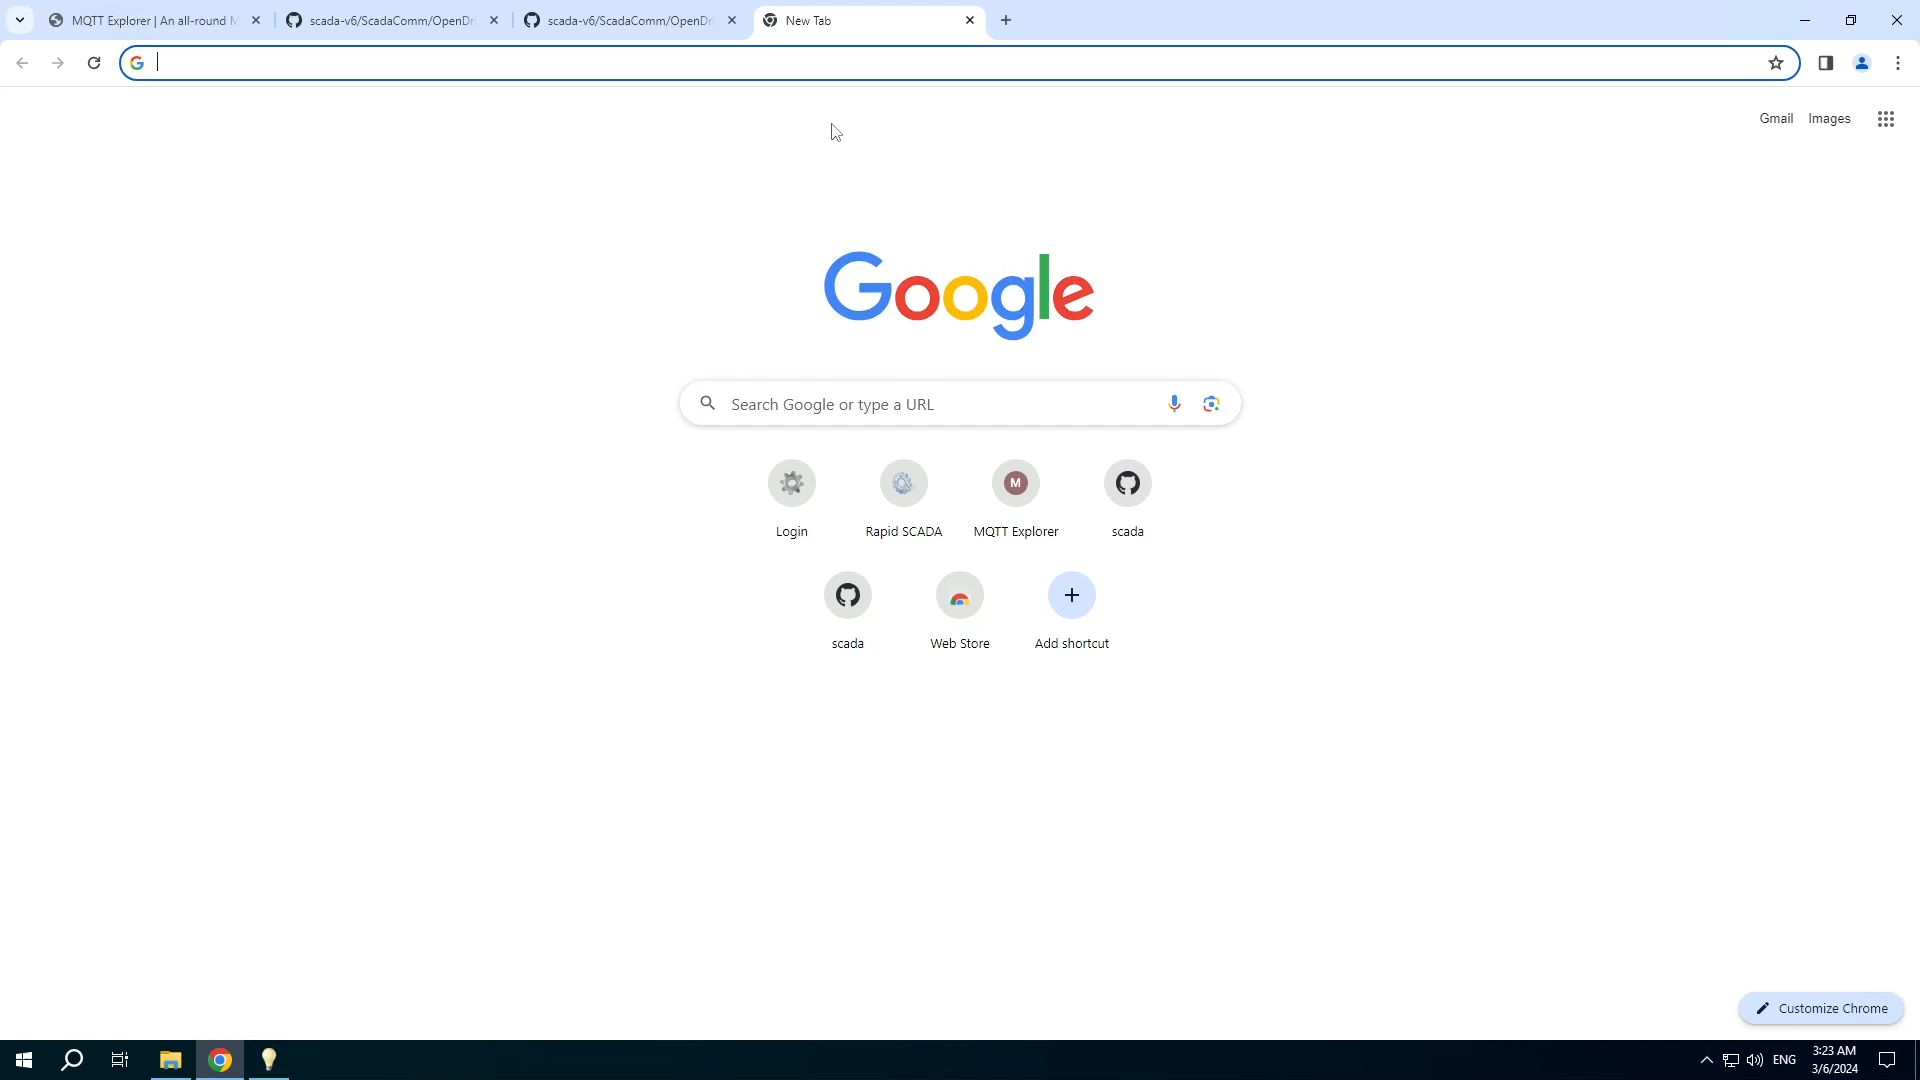 MQTT Explorer | An all-round M
scada-v6/ScadaComm/OpenDri
scada-v6/ScadaComm/OpenDri
New Tab
Gmail
Images
Google
Search Google or type a URL
Login
Rapid SCADA
M
MQTT Explorer
scada
scada
Web Store
Add shortcut
Customize Chrome
ENG
3:23 AM
3/6/2024